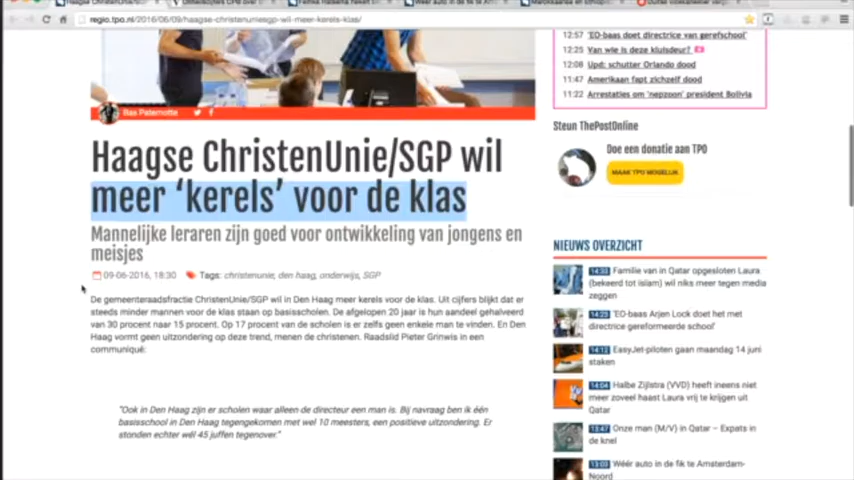 regio.tpo.nl/2016/06/09/haagse-christenuniesgp-wil-meer-kerels-klas/
Bas Paternotte
Haagse ChristenUnie/SGP wil
meer ‘kerels’ voor de klas
Mannelijke leraren zijn goed voor ontwikkeling van jongens en
meisjes
09-06-2016, 18:30 Tags: christenunie, den haag, onderwijs, SGP
De gemeenteraadsfractie ChristenUnie/SGP wil in Den Haag meer kerels voor de klas. Uit cijfers blijkt dat er
steeds minder mannen voor de klas staan op basisscholen. De afgelopen 20 jaar is hun aandeel gehalveerd
van 30 procent naar 15 procent. Op 17 procent van de scholen is er zelfs geen enkele man te vinden. En Den
Haag vormt geen uitzondering op deze trend, menen de christenen. Raadslid Pieter Grinwis in een
communiqué:
"Ook in Den Haag zijn er scholen waar alleen de directeur een man is. Bij navraag ben ik één
basisschool in Den Haag tegengekomen met wel 10 meesters, een positieve uitzondering. Er
stonden echter wél 45 juffen tegenover."
12:57 'EO-baas doet directrice van gerefschool'
12:25 Van wie is deze kluisdeur?
12:08 Upd: schutter Orlando dood
11:47 Amerikaan fapt zichzelf dood
11:22 Arrestaties om 'nepzoon' president Bolivia
Steun ThePostOnline
Doe een donatie aan TPO
MAAK TPO MOGELIJK
NIEUWS OVERZICHT
14:33 Familie van in Qatar opgesloten Laura
(bekeerd tot islam) wil niks meer tegen media
zeggen
14:25 'EO-baas Arjen Lock doet het met
directrice gereformeerde school'
14:12 EasyJet-piloten gaan maandag 14 juni
staken
14:04 Halbe Zijlstra (VVD) heeft ineens niet
meer zoveel haast Laura vrij te krijgen uit
Qatar
13:47 Onze man (M/V) in Qatar – Expats in
de knel
13:03 Wéér auto in de fik te Amsterdam-
Noord